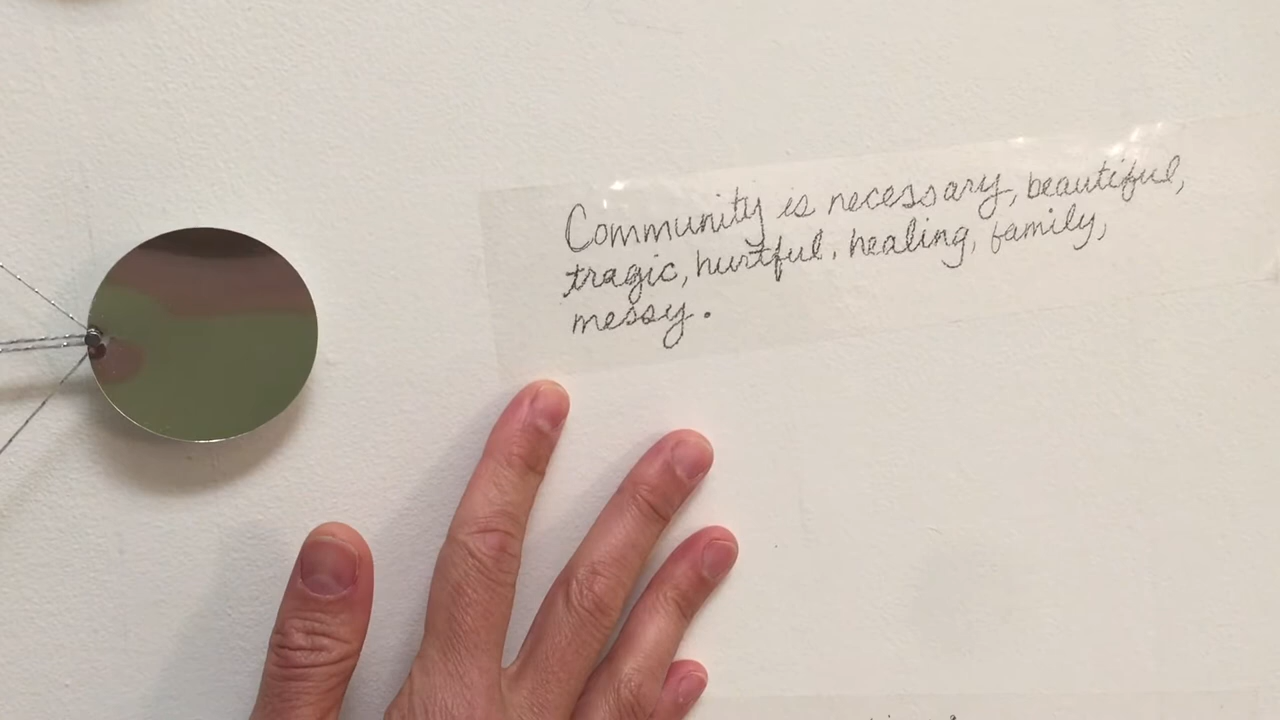 Community is necessary, beautiful,
tragic, hurtful, healing, family,
messy.